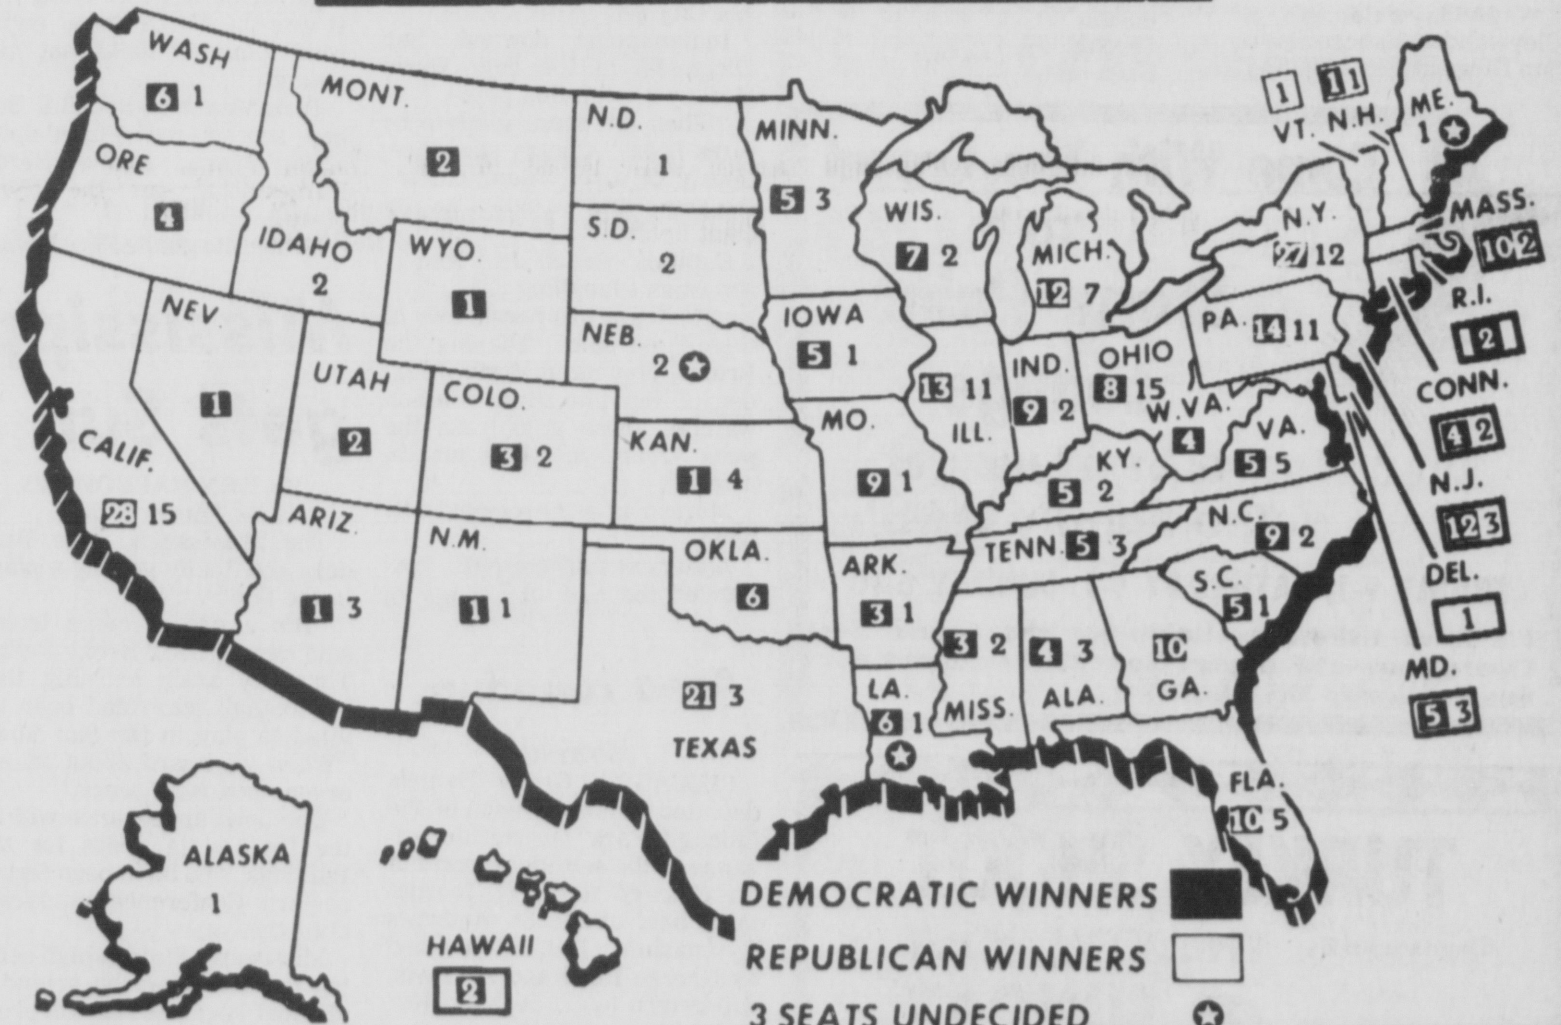 WASH
6 1
ORE
4
IDAHO
2
MONT.
2
WYO
1
NEV.
1
UTAH
2
COLO.
3 2
CALIF.
28 15
ARIZ.
1 3
N.M.
1 1
N.D.
1
S.D.
2
NEB.
2
KAN.
1 4
OKLA.
6
21 3
TEXAS
MINN.
5 3
IOWA
5 1
MO.
9 1
ARK.
3 1
LA.
6 1
WIS.
7 2
13 11
ILL.
MICH.
12 7
IND.
9 2
OHIO
8 15
KY.
5 2
TENN. 5 3
3 2
MISS.
4 3
ALA.
10
GA.
FLA.
10 5
S.C.
5 1
N.C.
9 2
VA.
5 5
W.VA.
4
PA. 14 11
N.Y.
27 12
1 1 1
VT. N.H.
ME.
1
MASS.
10 2
R.I.
2
CONN.
4 2
N.J.
12 3
DEL.
1
MD.
5 3
ALASKA
1
HAWAII
2
DEMOCRATIC WINNERS
REPUBLICAN WINNERS
3 SEATS UNDECIDED